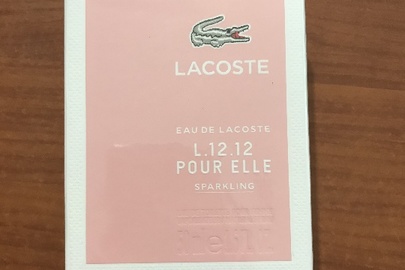 LACOSTE
EAU DE LACOSTE
L.12.12
POUR ELLE
SPARKLING